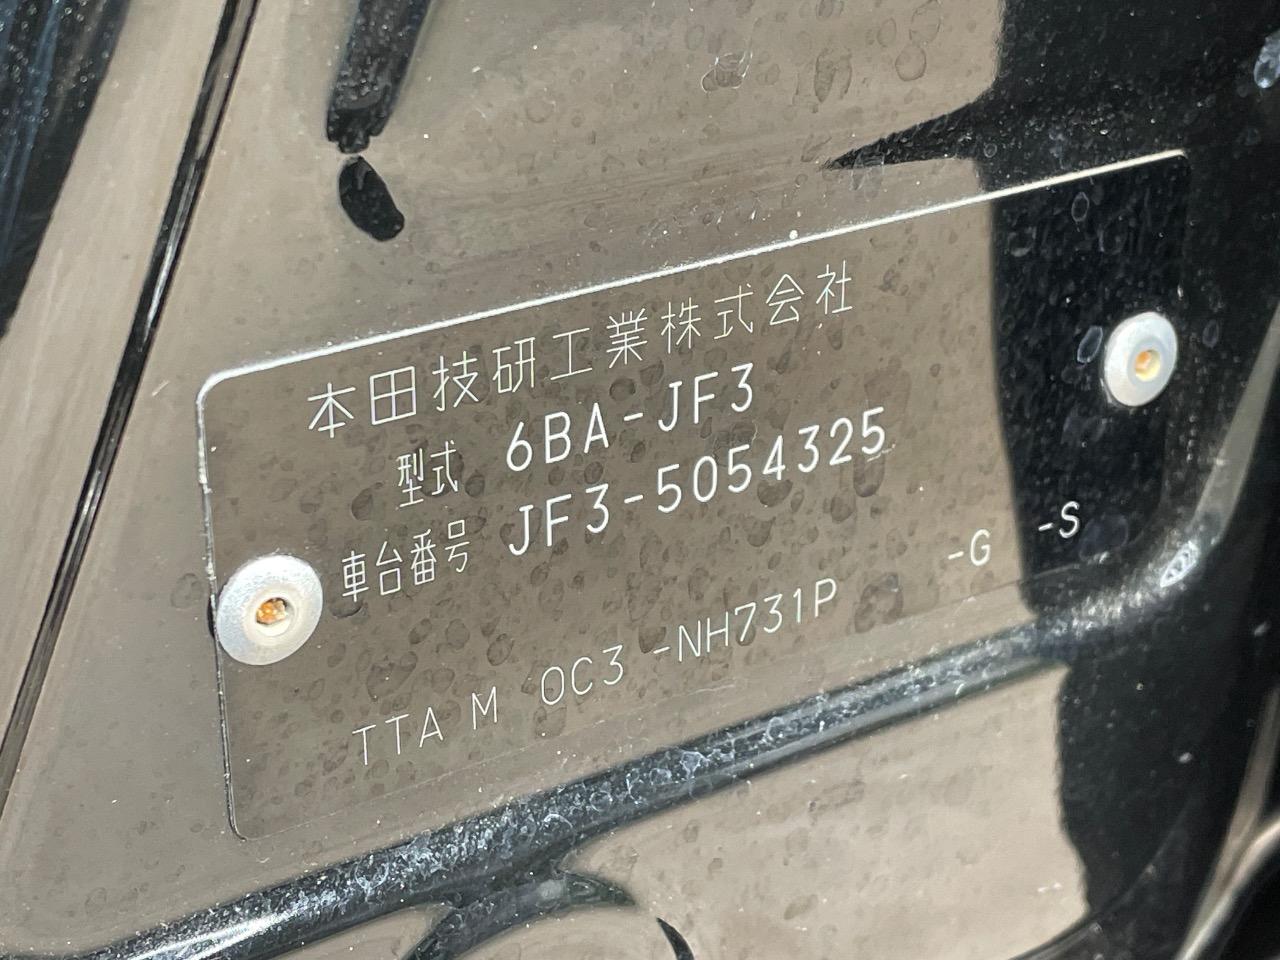 本田技研工業株式会社
型式 6BA-JF3
車台番号 JF3-5054325
TTA M 0C3 -NH731P -G -S